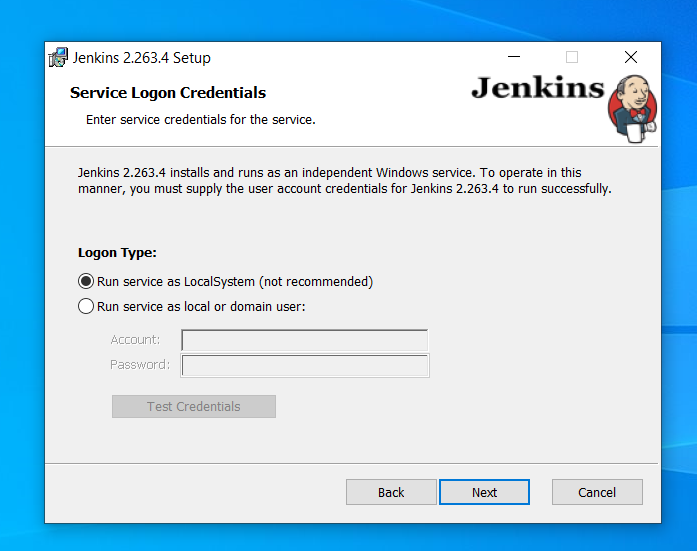 Jenkins 2.263.4 Setup
Service Logon Credentials
Jenkins
Enter service credentials for the service.
Jenkins 2.263.4 installs and runs as an independent Windows service. To operate in this
manner, you must supply the user account credentials for Jenkins 2.263.4 to run successfully.
Logon Type:
Run service as LocalSystem (not recommended)
Run service as local or domain user:
Account:
Password:
Test Credentials
Back Next Cancel